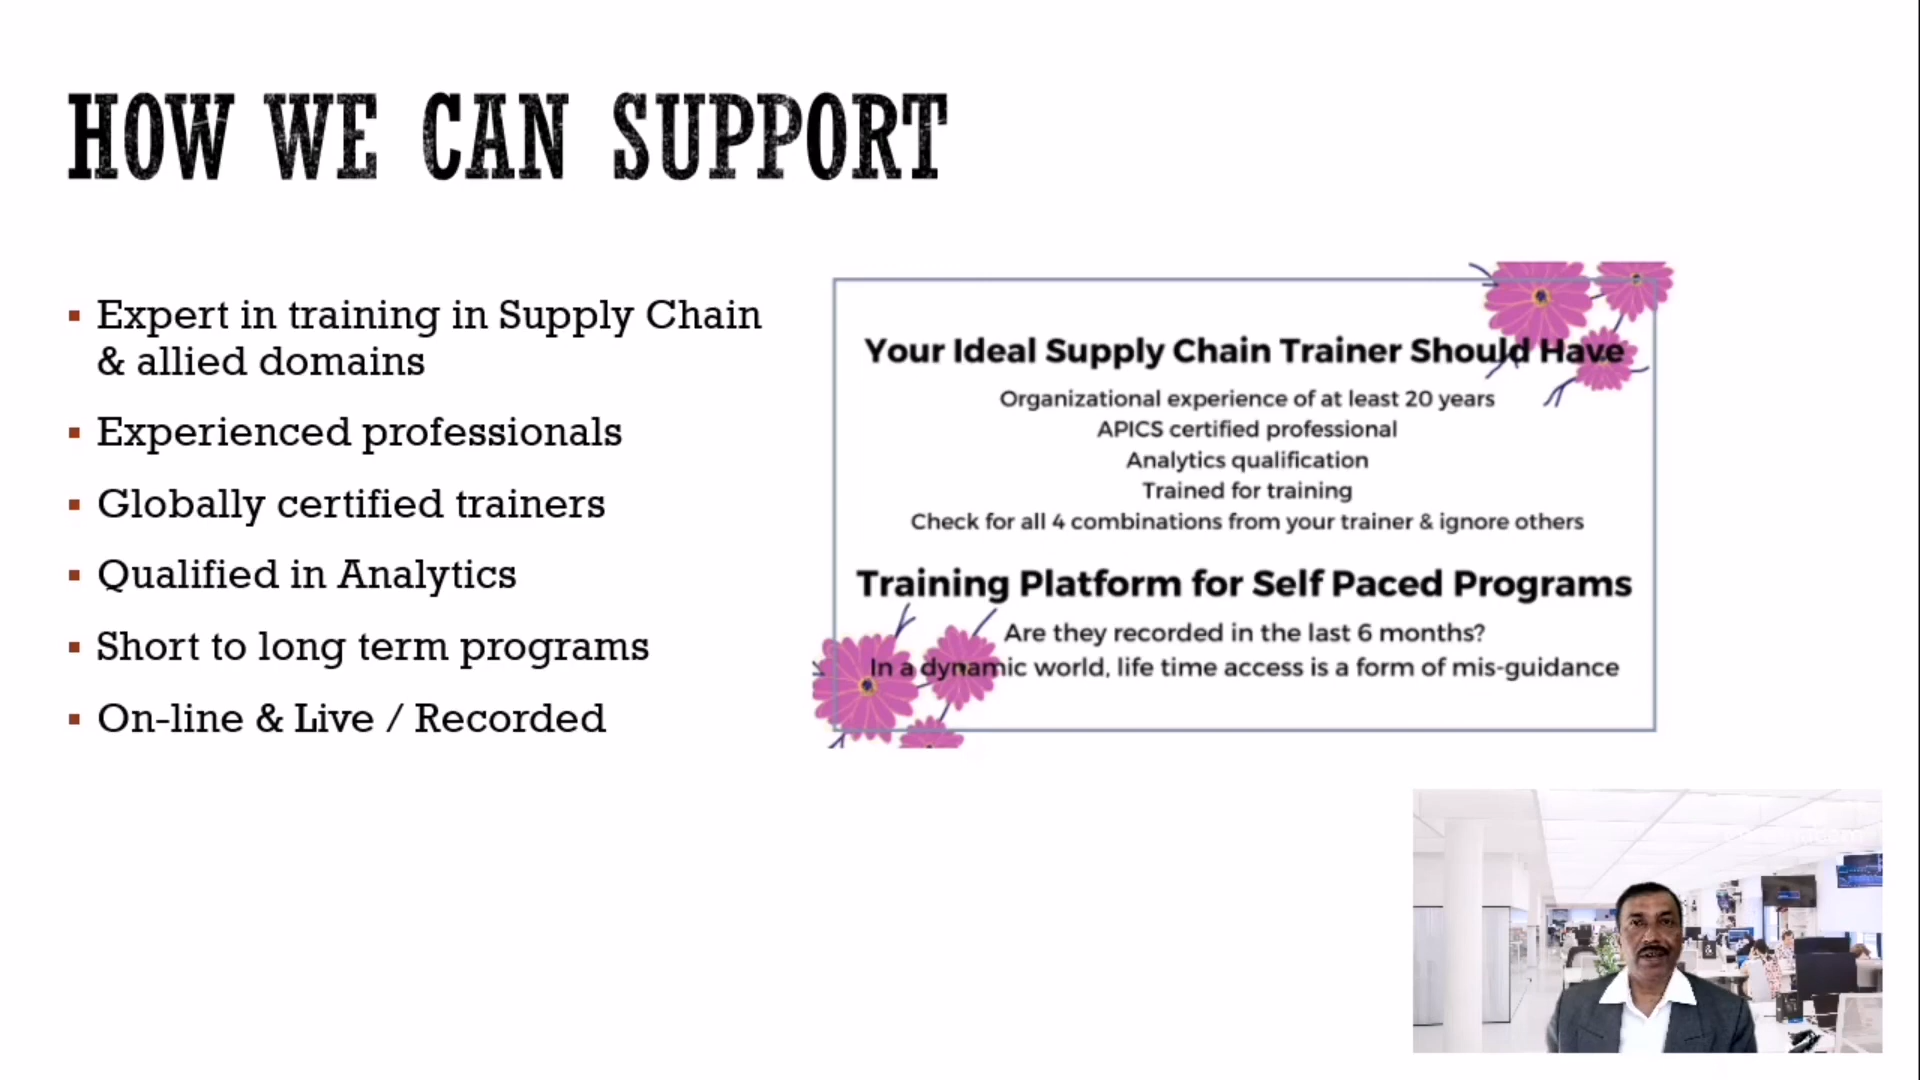 HOW WE CAN SUPPORT
Expert in training in Supply Chain
& allied domains
Experienced professionals
Globally certified trainers
Qualified in Analytics
Short to long term programs
On-line & Live / Recorded
Your Ideal Supply Chain Trainer Should Have
Organizational experience of at least 20 years
APICS certified professional
Analytics qualification
Trained for training
Check for all 4 combinations from your trainer & ignore others
Training Platform for Self Paced Programs
Are they recorded in the last 6 months?
In a dynamic world, life time access is a form of mis-guidance